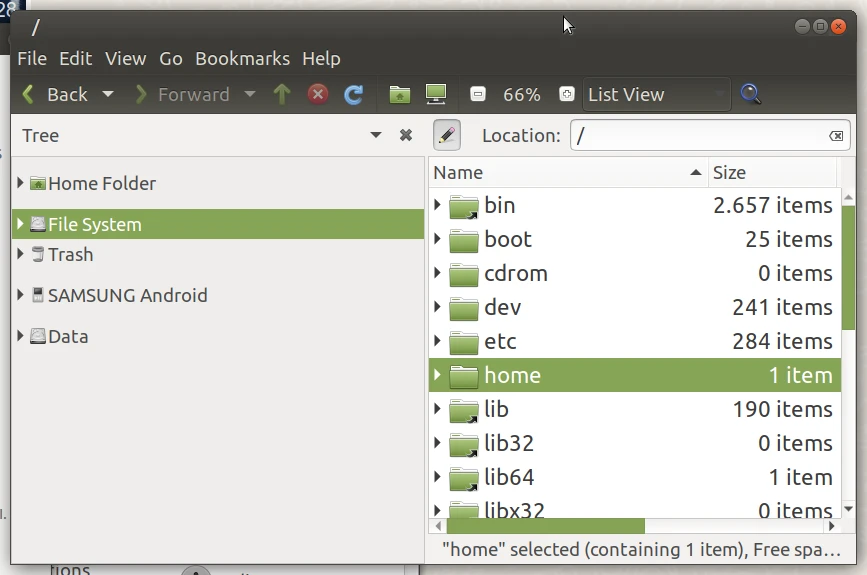 28
/
File Edit View Go Bookmarks Help
Back Forward 66% List View
Tree
Location: /
Home Folder
File System
Trash
SAMSUNG Android
Data
Name Size
bin 2.657 items
boot 25 items
cdrom 0 items
dev 241 items
etc 284 items
home 1 item
lib 190 items
lib32 0 items
lib64 1 item
libx32 0 items
"home" selected (containing 1 item), Free spa...